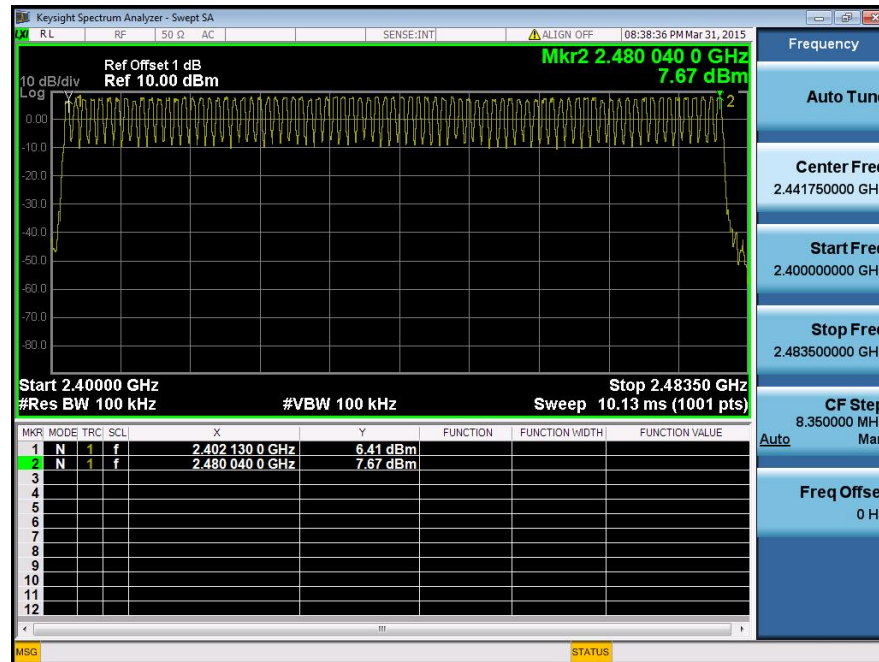 Keysight Spectrum Analyzer - Swept SA
LXI RL RF 50 Ω AC SENSE:INT ALIGN OFF 08:38:36 PM Mar 31, 2015
Frequency
Mkr2 2.480 040 0 GHz
7.67 dBm
Ref Offset 1 dB
10 dB/div Ref 10.00 dBm
Log
2
0.00
-10.0
-20.0
-30.0
-40.0
-50.0
-60.0
-70.0
-80.0
Start 2.40000 GHz Stop 2.48350 GHz
#Res BW 100 kHz #VBW 100 kHz Sweep 10.13 ms (1001 pts)
MKR MODE TRC SCL X Y FUNCTION FUNCTION WIDTH FUNCTION VALUE
1 N 1 f 2.402 130 0 GHz 6.41 dBm
2 N 1 f 2.480 040 0 GHz 7.67 dBm
3
4
5
6
7
8
9
10
11
12
MSG STATUS
Auto Tun
Center Fre
2.441750000 GH
Start Fre
2.400000000 GH
Stop Fre
2.483500000 GH
CF Ste
8.350000 MH
Auto Ma
Freq Offse
0 H